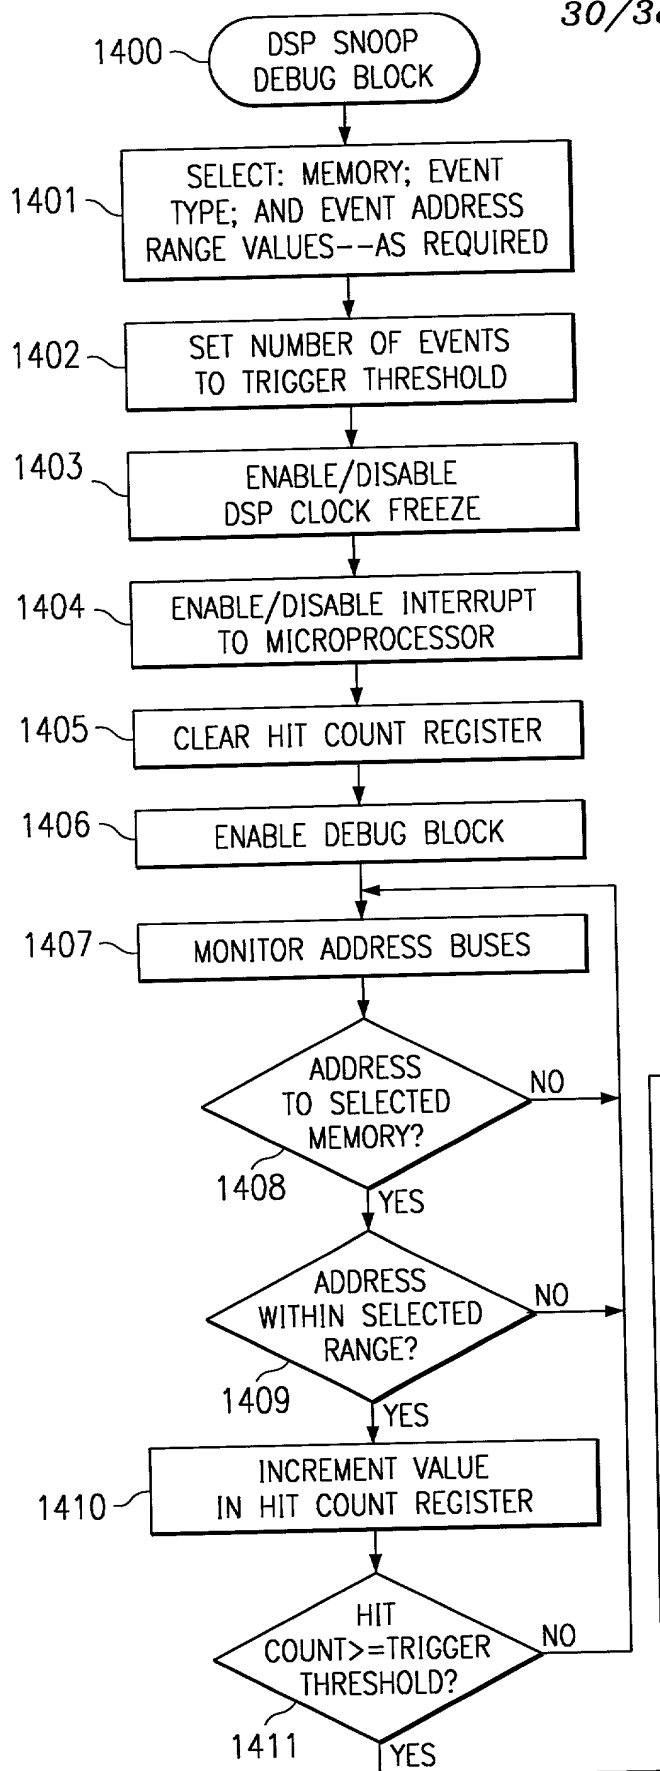 30/38
1400
DSP SNOOP
DEBUG BLOCK
1401
SELECT: MEMORY; EVENT
TYPE; AND EVENT ADDRESS
RANGE VALUES--AS REQUIRED
1402
SET NUMBER OF EVENTS
TO TRIGGER THRESHOLD
1403
ENABLE/DISABLE
DSP CLOCK FREEZE
1404
ENABLE/DISABLE INTERRUPT
TO MICROPROCESSOR
1405
CLEAR HIT COUNT REGISTER
1406
ENABLE DEBUG BLOCK
1407
MONITOR ADDRESS BUSES
ADDRESS
TO SELECTED
MEMORY?
NO
1408
YES
ADDRESS
WITHIN SELECTED
RANGE?
NO
1409
YES
1410
INCREMENT VALUE
IN HIT COUNT REGISTER
HIT
COUNT>=TRIGGER
THRESHOLD?
NO
1411
YES